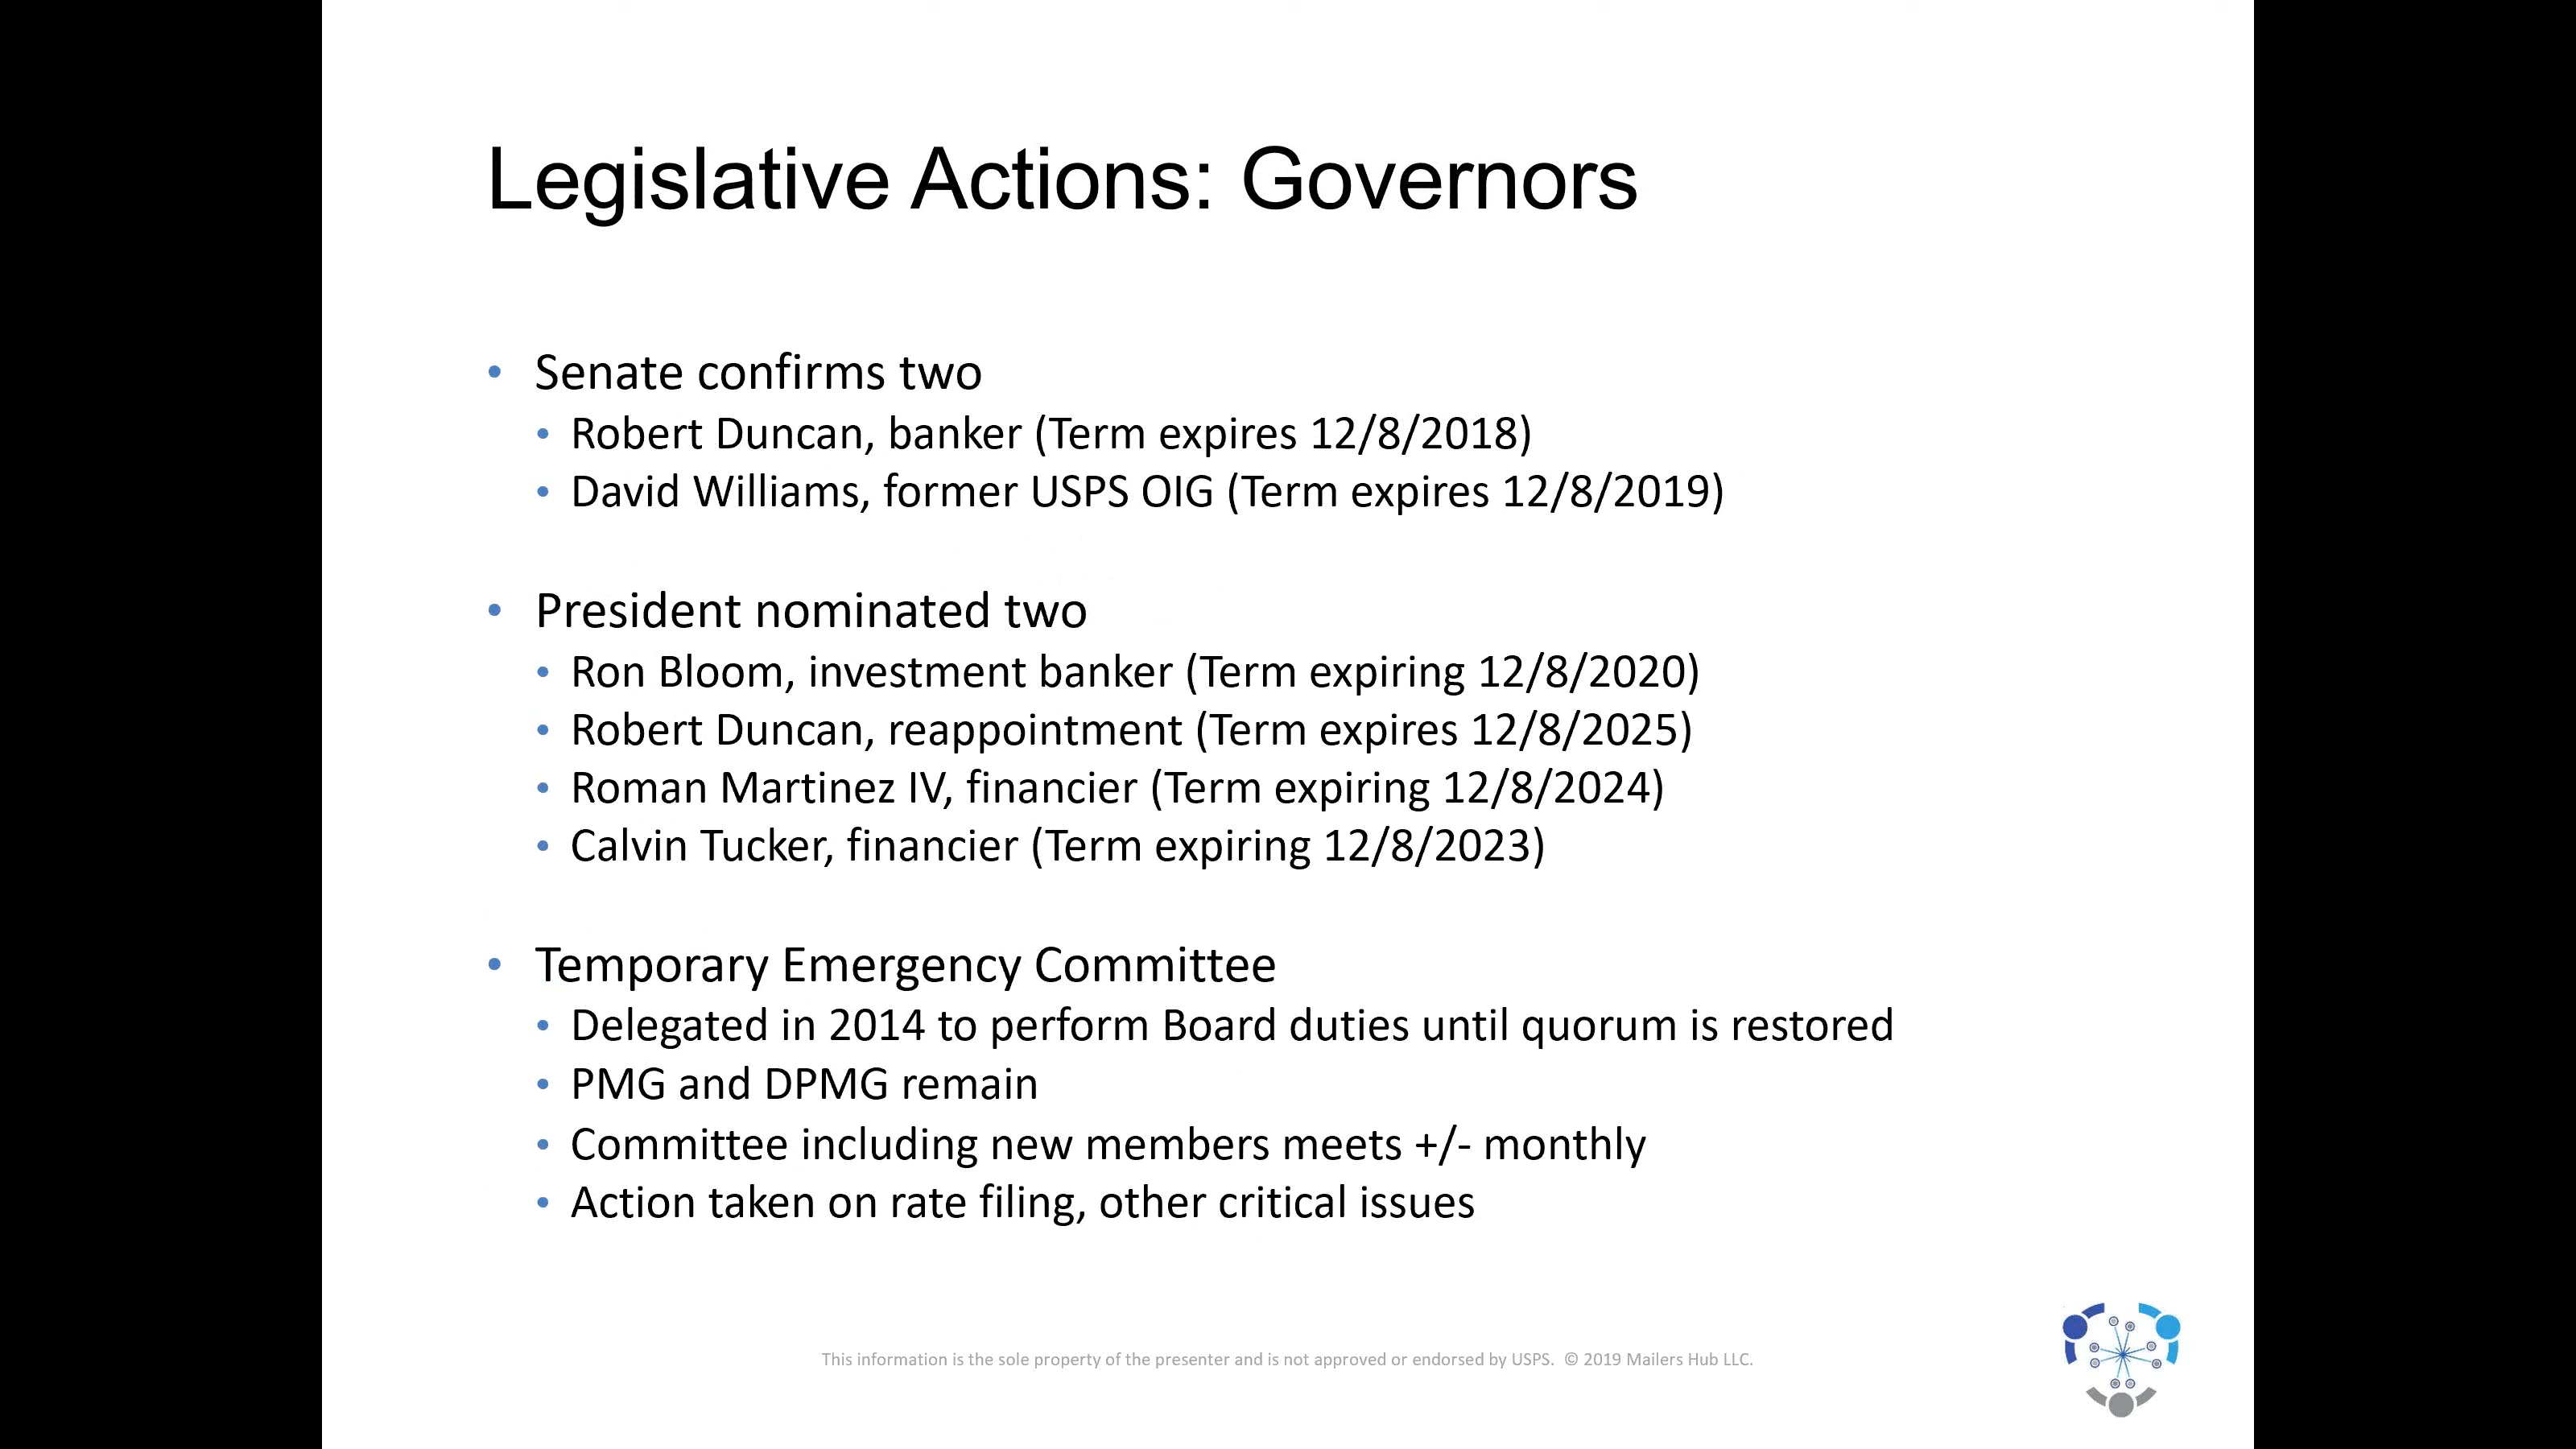 Legislative Actions: Governors
• Senate confirms two
• Robert Duncan, banker (Term expires 12/8/2018)
• David Williams, former USPS OIG (Term expires 12/8/2019)
• President nominated two
• Ron Bloom, investment banker (Term expiring 12/8/2020)
• Robert Duncan, reappointment (Term expires 12/8/2025)
• Roman Martinez IV, financier (Term expiring 12/8/2024)
• Calvin Tucker, financier (Term expiring 12/8/2023)
• Temporary Emergency Committee
• Delegated in 2014 to perform Board duties until quorum is restored
• PMG and DPMG remain
• Committee including new members meets +/- monthly
• Action taken on rate filing, other critical issues
This information is the sole property of the presenter and is not approved or endorsed by USPS. © 2019 Mailers Hub LLC.